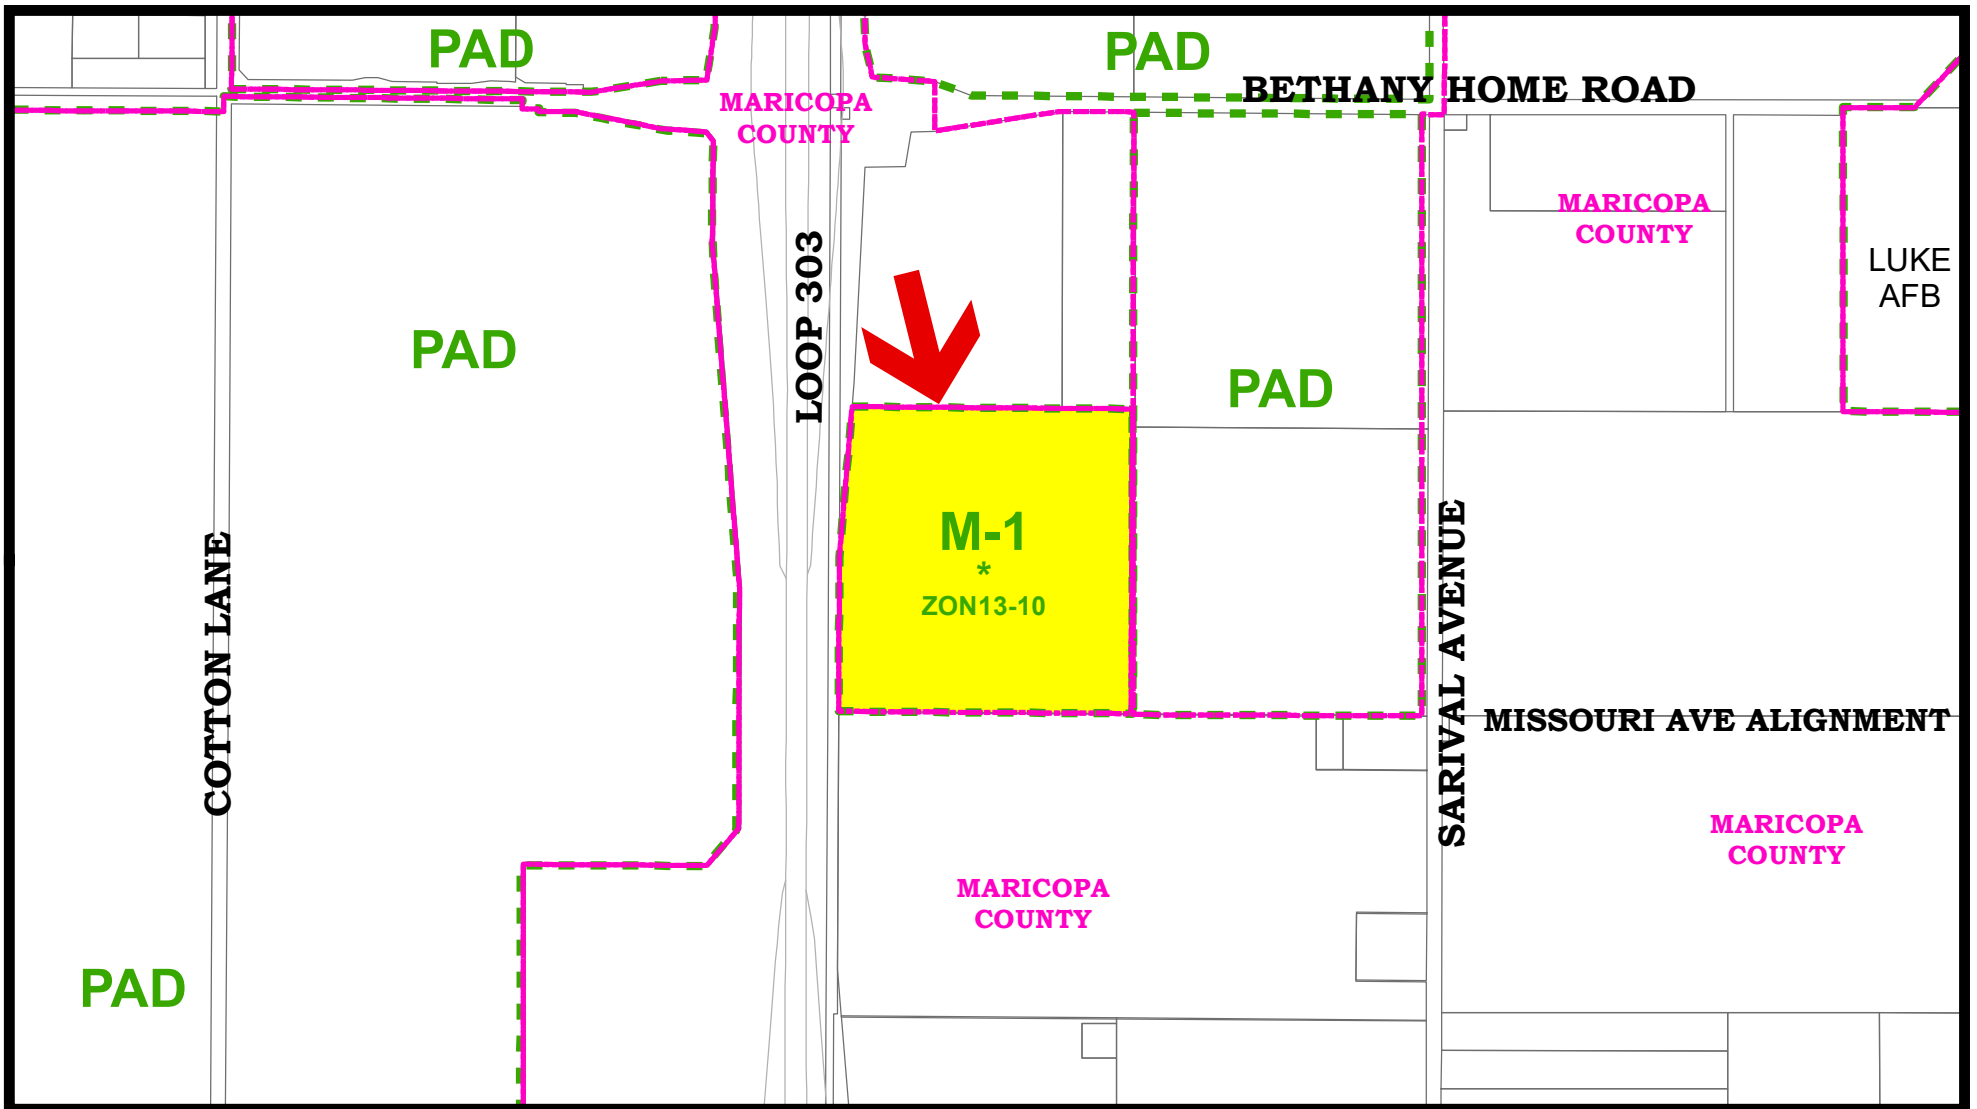 PAD
PAD
BETHANY HOME ROAD
MARICOPA
COUNTY
MARICOPA
COUNTY
LUKE
AFB
LOOP 303
PAD
PAD
M-1
*
ZON13-10
COTTON LANE
SARIVAL AVENUE
MISSOURI AVE ALIGNMENT
MARICOPA
COUNTY
MARICOPA
COUNTY
PAD